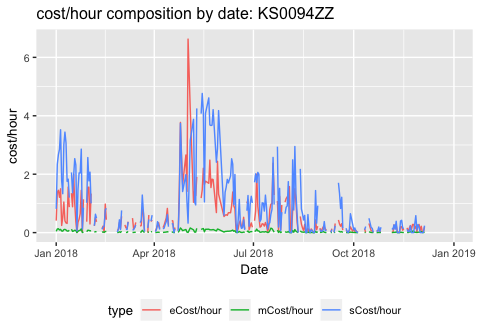 cost/hour composition by date: KS0094ZZ
6
4
2
0
cost/hour
Jan 2018 Apr 2018 Jul 2018 Oct 2018 Jan 2019
Date
type eCost/hour mCost/hour sCost/hour